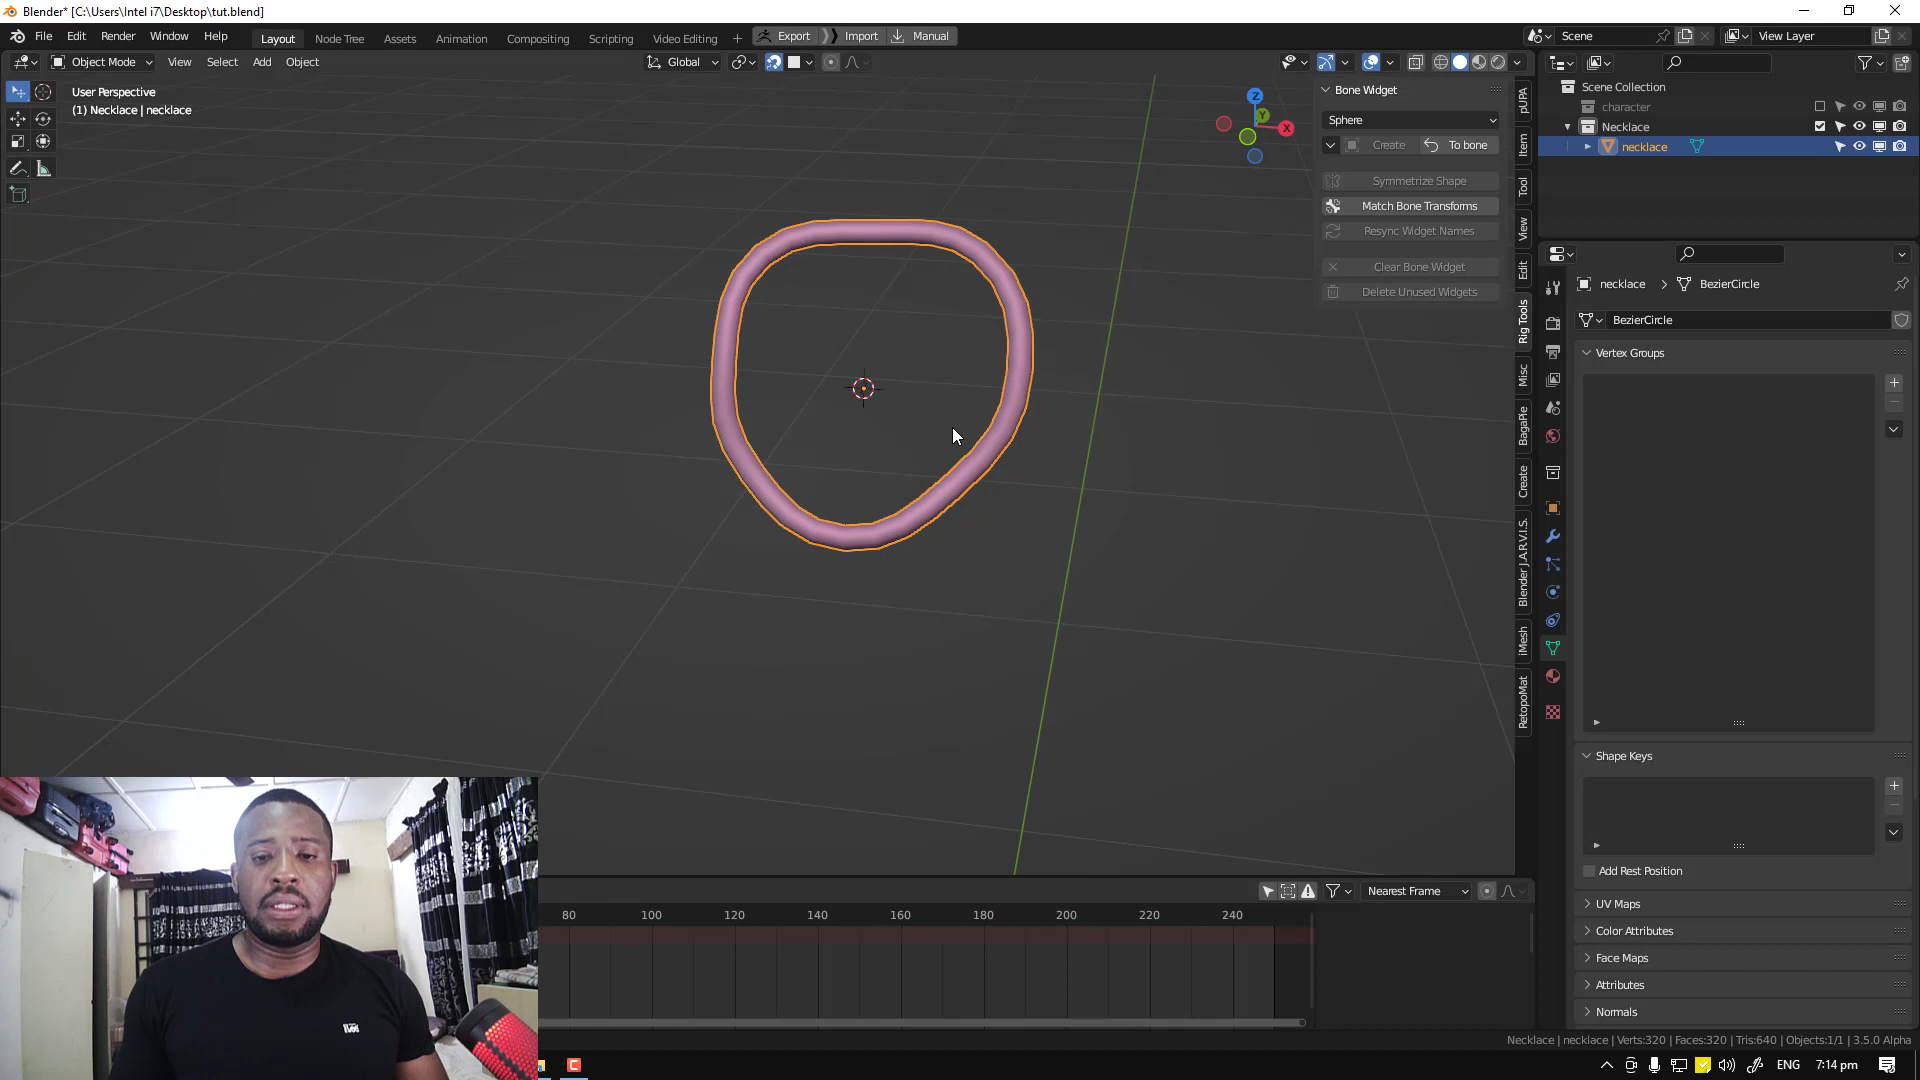 Blender* [C:\Users\Intel i7\Desktop\tut.blend]
File Edit Render Window Help Layout Node Tree Assets Animation Compositing Scripting Video Editing + Export Import Manual Scene View Layer
Object Mode View Select Add Object Global
User Perspective
(1) Necklace | necklace
Z
Y
X
Bone Widget
Sphere
Create To bone
Symmetrize Shape
Match Bone Transforms
Resync Widget Names
Clear Bone Widget
Delete Unused Widgets
pUPA
Item
Tool
View
Edit
Rig Tools
Misc
BagaPie
Create
Blender J.A.R.V.I.S.
iMesh
RetopoMat
Scene Collection
character
Necklace
necklace
necklace > BezierCircle
BezierCircle
Vertex Groups
Shape Keys
Add Rest Position
UV Maps
Color Attributes
Face Maps
Attributes
Normals
Nearest Frame
80 100 120 140 160 180 200 220 240
Necklace | necklace | Verts:320 | Faces:320 | Tris:640 | Objects:1/1 | 3.5.0 Alpha
ENG 7:14 pm